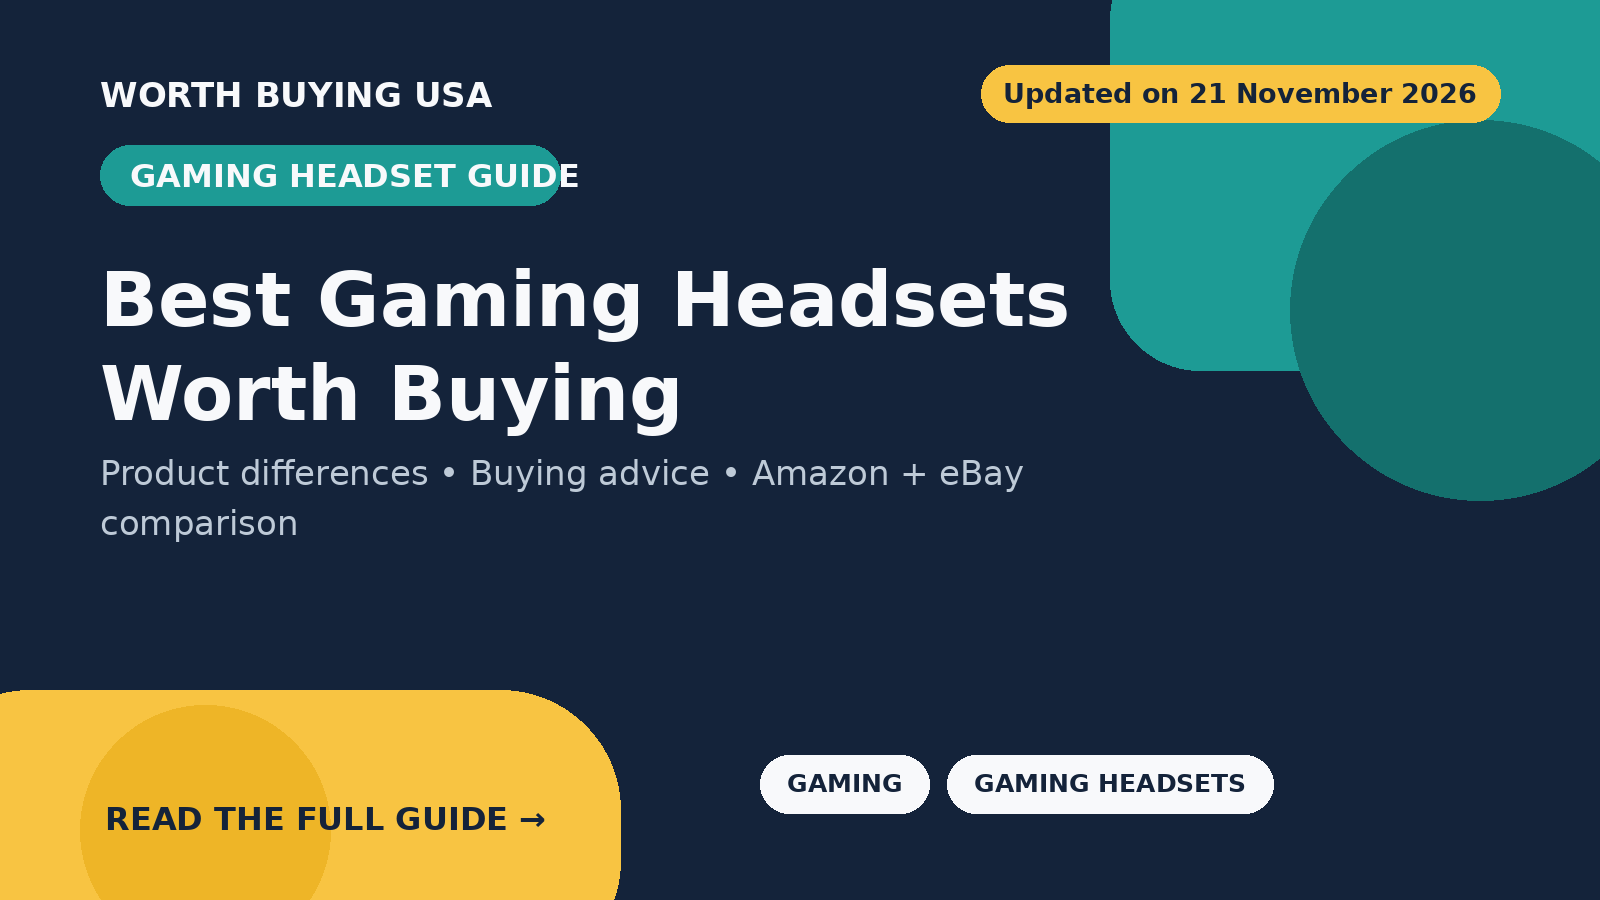 WORTH BUYING USA
Updated on 21 November 2026
GAMING HEADSET GUIDE
Best Gaming Headsets
Worth Buying
Product differences • Buying advice • Amazon + eBay
comparison
GAMING
GAMING HEADSETS
READ THE FULL GUIDE →